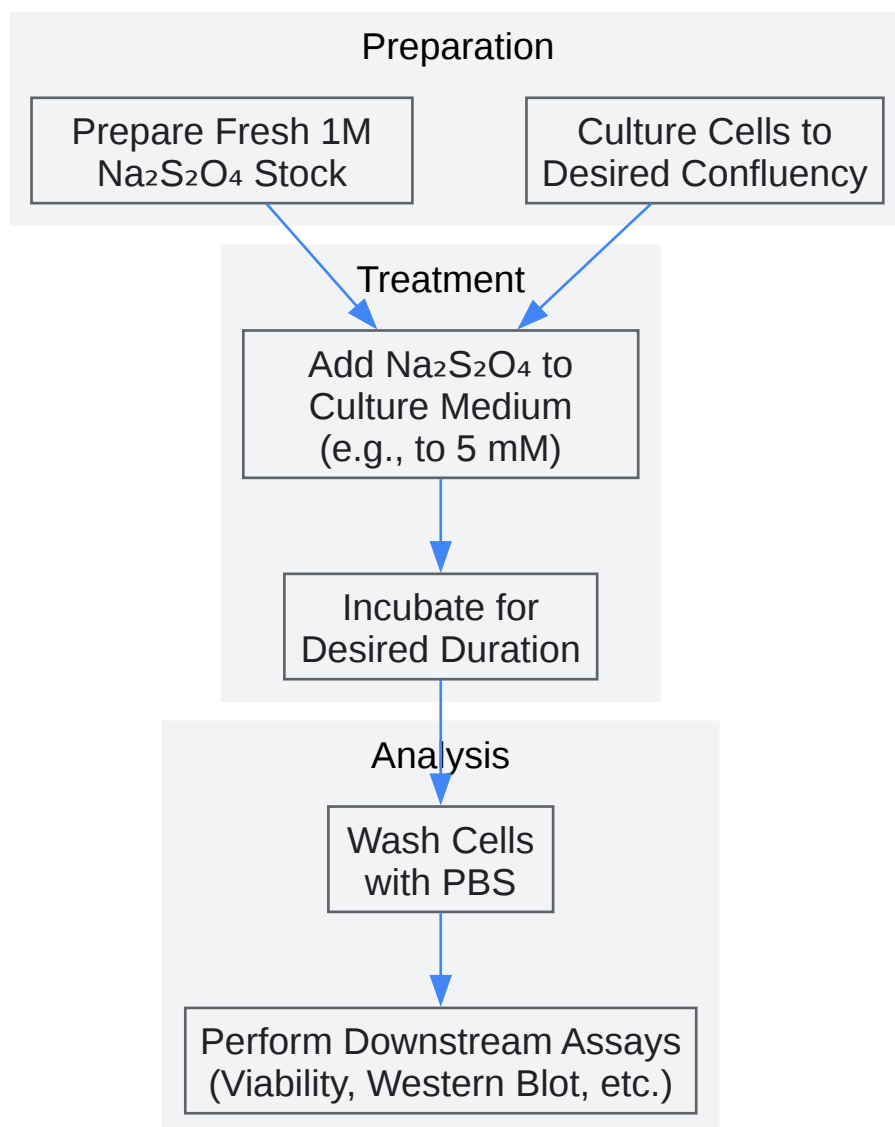 Preparation
Prepare Fresh 1M
Na₂S₂O₄ Stock
Culture Cells to
Desired Confluency
Treatment
Add Na₂S₂O₄ to
Culture Medium
(e.g., to 5 mM)
Incubate for
Desired Duration
Analysis
Wash Cells
with PBS
Perform Downstream Assays
(Viability, Western Blot, etc.)